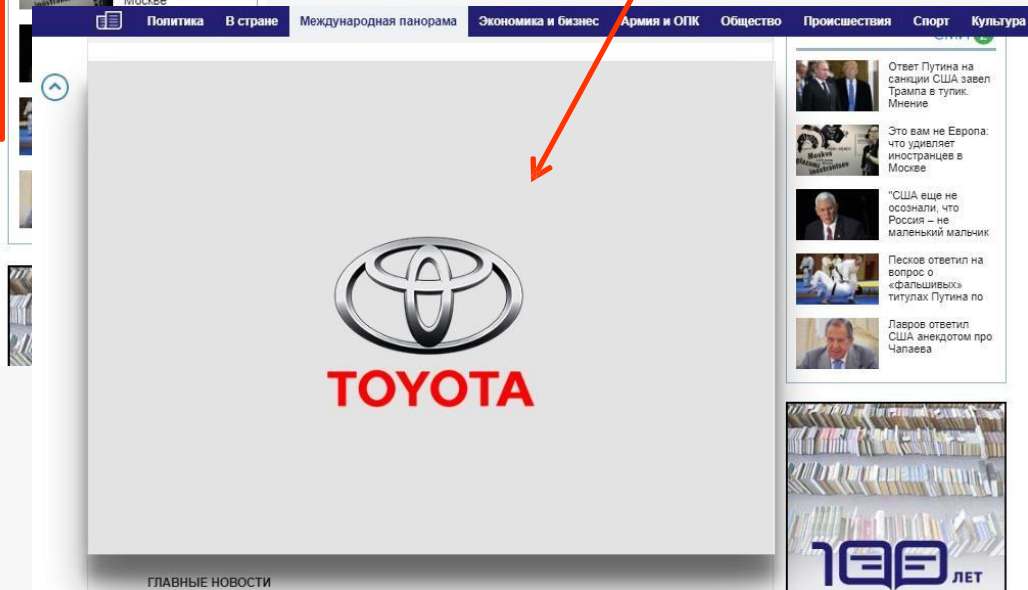 Москве
Политика В стране Международная панорама Экономика и бизнес Армия и ОПК Общество Происшествия Спорт Культура
СМИ 2
Ответ Путина на
санкции США завел
Трампа в тупик.
Мнение
Это вам не Европа:
что удивляет
иностранцев в
Москве
"США еще не
осознали, что
Россия – не
маленький мальчик
Песков ответил на
вопрос о
«фальшивых»
титулах Путина по
Лавров ответил
США анекдотом про
Чапаева
TOYOTA
100 ЛЕТ
ГЛАВНЫЕ НОВОСТИ